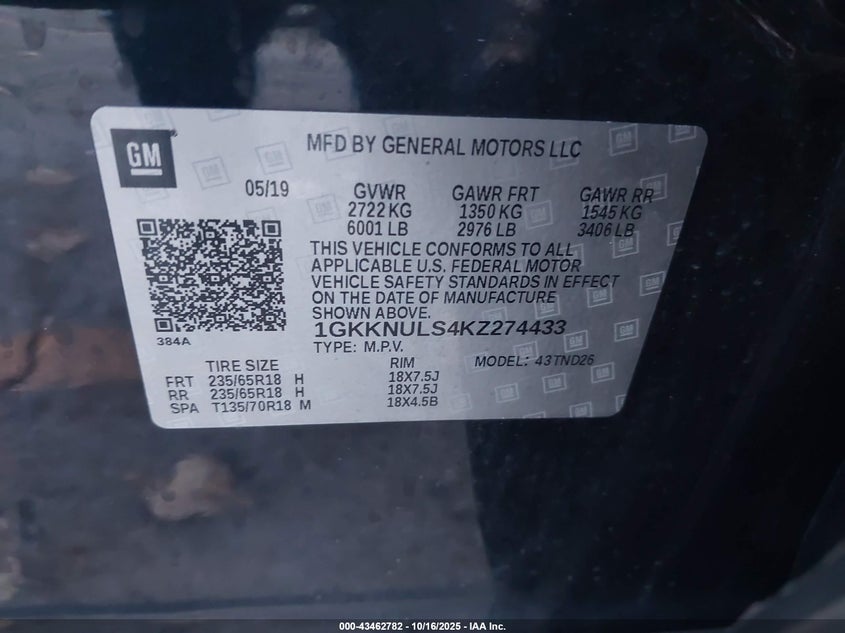 GM
MFD BY GENERAL MOTORS LLC
05/19 GVWR GAWR FRT GAWR RR
2722 KG 1350 KG 1545 KG
6001 LB 2976 LB 3406 LB
THIS VEHICLE CONFORMS TO ALL
APPLICABLE U.S. FEDERAL MOTOR
VEHICLE SAFETY STANDARDS IN EFFECT
ON THE DATE OF MANUFACTURE
SHOWN ABOVE.
384A
1GKKNULS4KZ274433
TYPE: M.P.V. MODEL: 43TND26
TIRE SIZE RIM
FRT 235/65R18 H 18X7.5J
RR 235/65R18 H 18X7.5J
SPA T135/70R18 M 18X4.5B
000-43462782 - 10/16/2025 - IAA Inc.